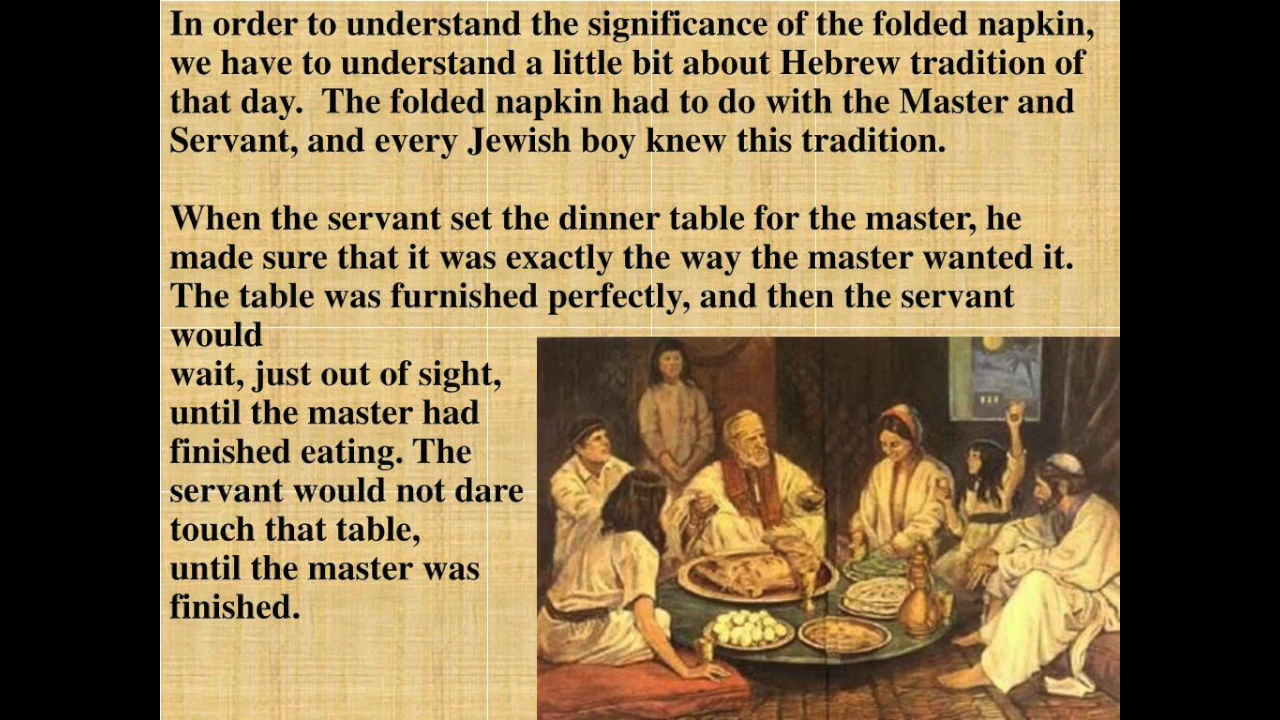 In order to understand the significance of the folded napkin,
we have to understand a little bit about Hebrew tradition of
that day.  The folded napkin had to do with the Master and
Servant, and every Jewish boy knew this tradition.
When the servant set the dinner table for the master, he
made sure that it was exactly the way the master wanted it.
The table was furnished perfectly, and then the servant
would
wait, just out of sight,
until the master had
finished eating. The
servant would not dare
touch that table,
until the master was
finished.